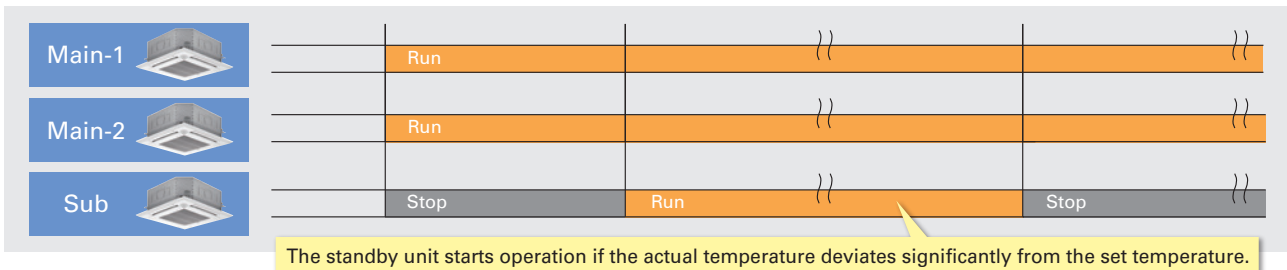 Main-1
Run
Main-2
Run
Sub
Stop
Run
Stop
The standby unit starts operation if the actual temperature deviates significantly from the set temperature.